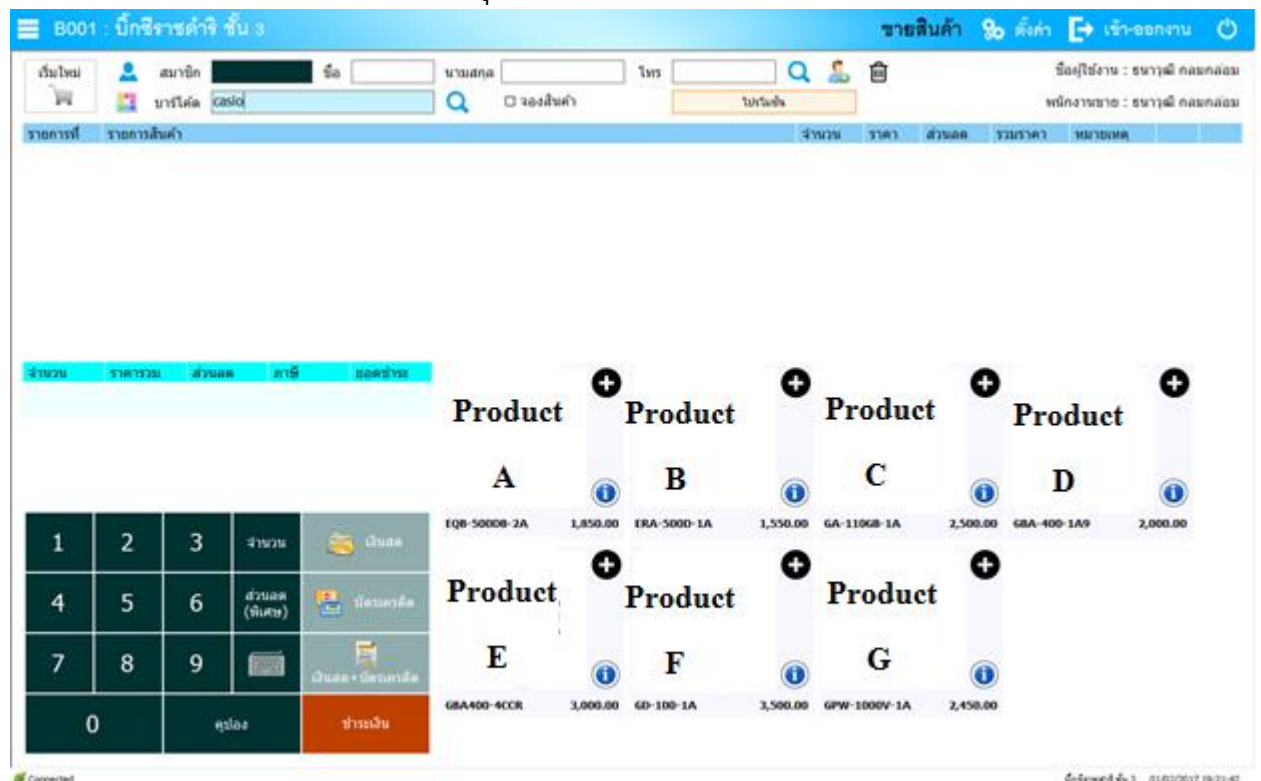 B001 : บิ๊กซีราชดำริ ชั้น 3 ขายสินค้า ตั้งค่า เข้า-ออกงาน
เริ่มใหม่ สมาชิก ชื่อ นามสกุล โทร ชื่อผู้ใช้งาน : ธนาวุฒิ กลมกล่อม
บาร์โค้ด casio จองสินค้า โปรโมชั่น พนักงานขาย : ธนาวุฒิ กลมกล่อม
รายการที่ รายการสินค้า จำนวน ราคา ส่วนลด รวมราคา หมายเหตุ
จำนวน ราคารวม ส่วนลด ภาษี ยอดชำระ
Product Product Product Product
A B C D
EQB-500DB-2A 1,850.00 ERA-500D-1A 1,550.00 GA-110GB-1A 2,500.00 GBA-400-1A9 2,000.00
1 2 3 จำนวน เงินสด
4 5 6 ส่วนลด (พิเศษ) บัตรเครดิต
7 8 9 เงินสด+บัตรเครดิต
0 คูปอง ชำระเงิน
Product Product Product
E F G
GBA400-4CCR 3,000.00 GD-100-1A 3,500.00 GPW-1000V-1A 2,450.00
Connected บิ๊กซีราชดำริ ชั้น 3